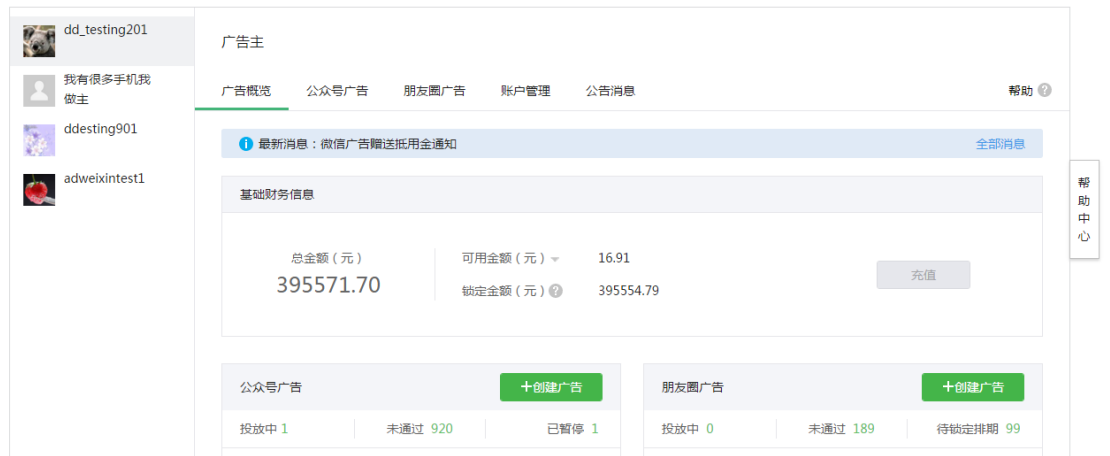 dd_testing201
我有很多手机我
做主
ddesting901
adweixintest1
广告主
广告概览 公众号广告 朋友圈广告 账户管理 公告消息 帮助 ?
i 最新消息：微信广告赠送抵用金通知 全部消息
基础财务信息
总金额（元）
395571.70
可用金额（元） 16.91
锁定金额（元） ? 395554.79
充值
公众号广告 +创建广告
投放中 1 未通过 920 已暂停 1
朋友圈广告 +创建广告
投放中 0 未通过 189 待锁定排期 99
帮
助
中
心